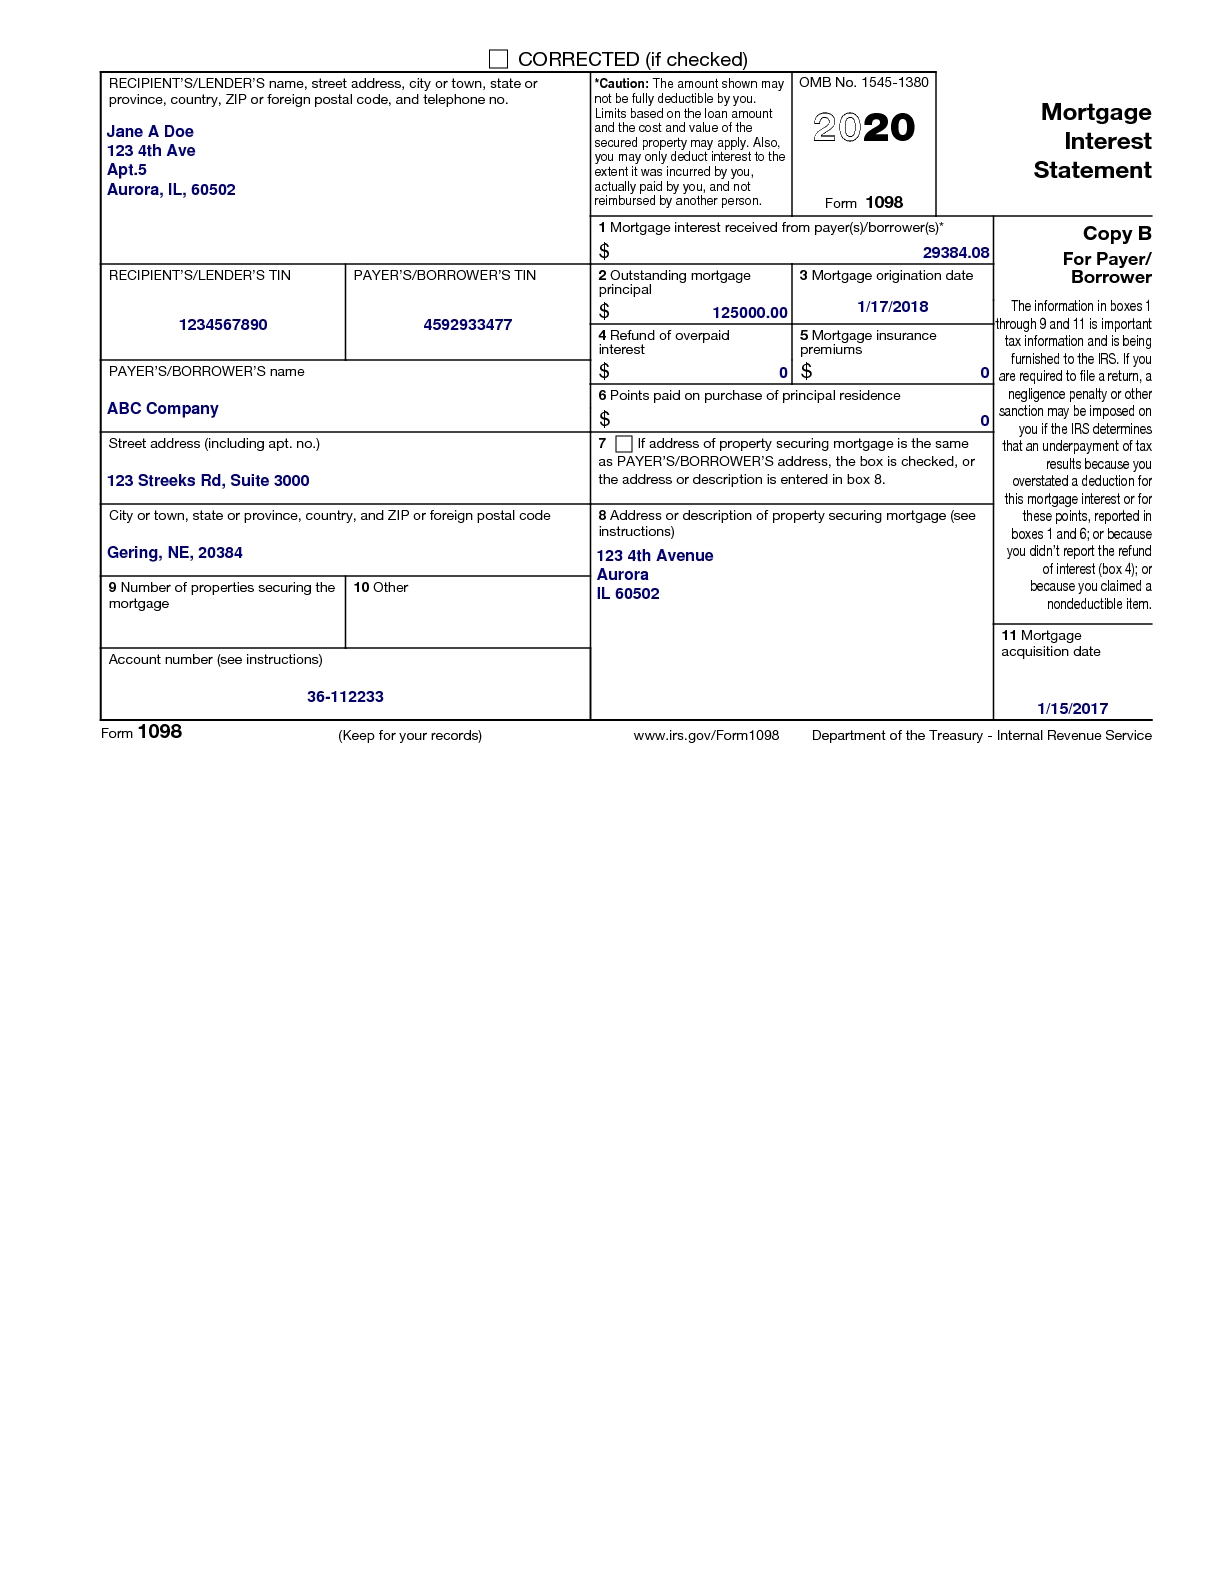 CORRECTED (if checked)
RECIPIENT'S/LENDER'S name, street address, city or town, state or
province, country, ZIP or foreign postal code, and telephone no.
Jane A Doe
123 4th Ave
Apt.5
Aurora, IL, 60502
*Caution: The amount shown may
not be fully deductible by you.
Limits based on the loan amount
and the cost and value of the
secured property may apply. Also,
you may only deduct interest to the
extent it was incurred by you,
actually paid by you, and not
reimbursed by another person.
OMB No. 1545-1380
2020
Form 1098
Mortgage
Interest
Statement
1 Mortgage interest received from payer(s)/borrower(s)*
$ 29384.08
Copy B
For Payer/
Borrower
The information in boxes 1
through 9 and 11 is important
tax information and is being
furnished to the IRS. If you
are required to file a return, a
negligence penalty or other
sanction may be imposed on
you if the IRS determines
that an underpayment of tax
results because you
overstated a deduction for
this mortgage interest or for
these points, reported in
boxes 1 and 6; or because
you didn't report the refund
of interest (box 4); or
because you claimed a
nondeductible item.
RECIPIENT'S/LENDER'S TIN
1234567890
PAYER'S/BORROWER'S TIN
4592933477
2 Outstanding mortgage
principal
$ 125000.00
3 Mortgage origination date
1/17/2018
4 Refund of overpaid
interest
$ 0
5 Mortgage insurance
premiums
$ 0
PAYER'S/BORROWER'S name
ABC Company
6 Points paid on purchase of principal residence
$ 0
Street address (including apt. no.)
123 Streeks Rd, Suite 3000
7 If address of property securing mortgage is the same
as PAYER'S/BORROWER'S address, the box is checked, or
the address or description is entered in box 8.
City or town, state or province, country, and ZIP or foreign postal code
Gering, NE, 20384
8 Address or description of property securing mortgage (see
instructions)
123 4th Avenue
Aurora
IL 60502
9 Number of properties securing the
mortgage
10 Other
11 Mortgage
acquisition date
1/15/2017
Account number (see instructions)
36-112233
Form 1098
(Keep for your records)
www.irs.gov/Form1098
Department of the Treasury - Internal Revenue Service